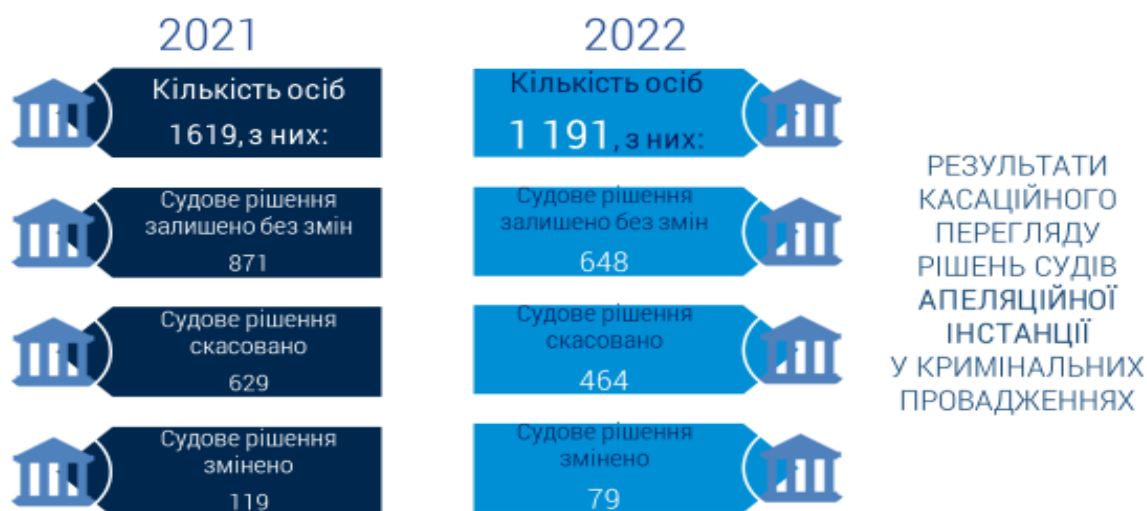 2021
Кількість осіб
1619, з них:
Судове рішення
залишено без змін
871
Судове рішення
скасовано
629
Судове рішення
змінено
119
2022
Кількість осіб
1 191, з них:
Судове рішення
залишено без змін
648
Судове рішення
скасовано
464
Судове рішення
змінено
79
РЕЗУЛЬТАТИ
КАСАЦІЙНОГО
ПЕРЕГЛЯДУ
РІШЕНЬ СУДІВ
АПЕЛЯЦІЙНОЇ
ІНСТАНЦІЇ
У КРИМІНАЛЬНИХ
ПРОВАДЖЕННЯХ